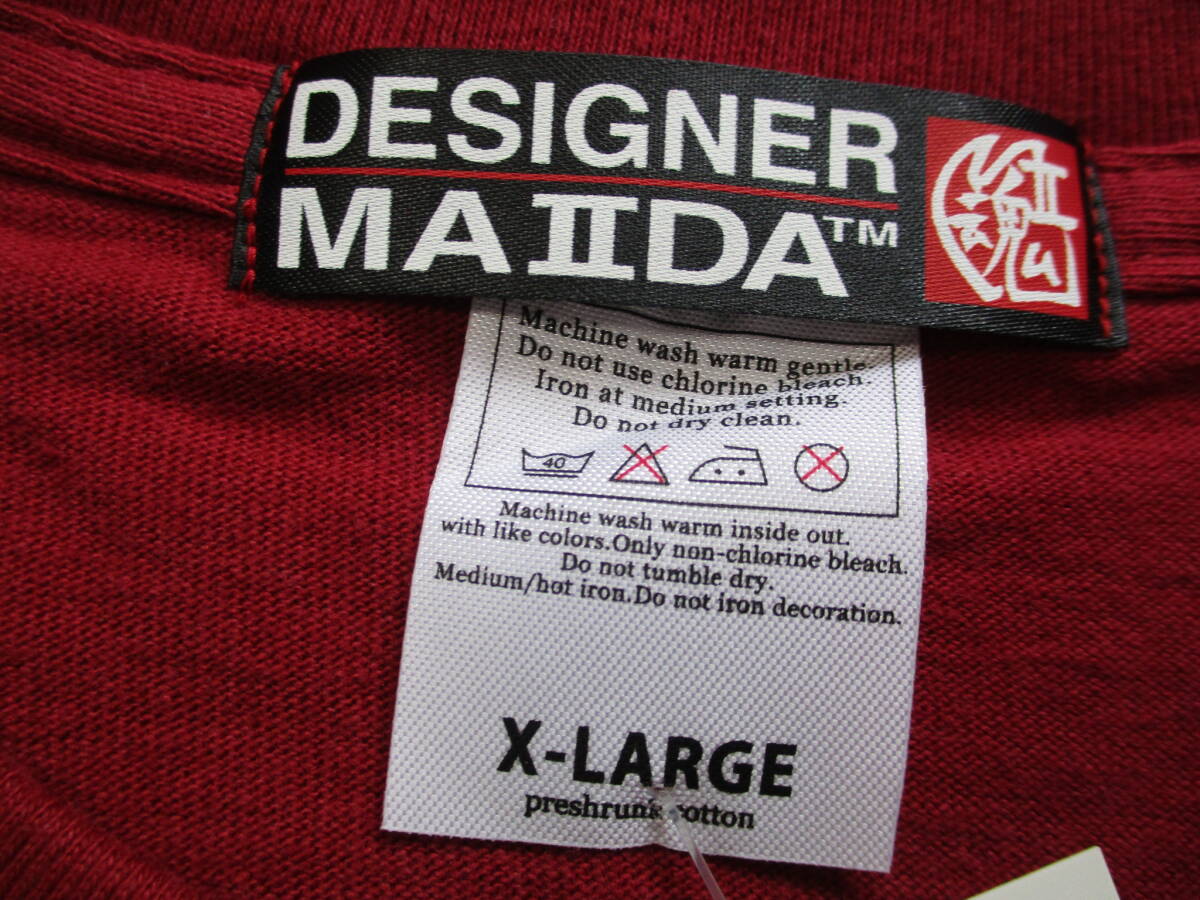 DESIGNER
MAIIDA™
Machine wash warm gentle.
Do not use chlorine bleach.
Iron at medium setting.
Do not dry clean.
40
Machine wash warm inside out.
with like colors.Only non-chlorine bleach.
Do not tumble dry.
Medium/hot iron.Do not iron decoration.
X-LARGE
preshrunk cotton